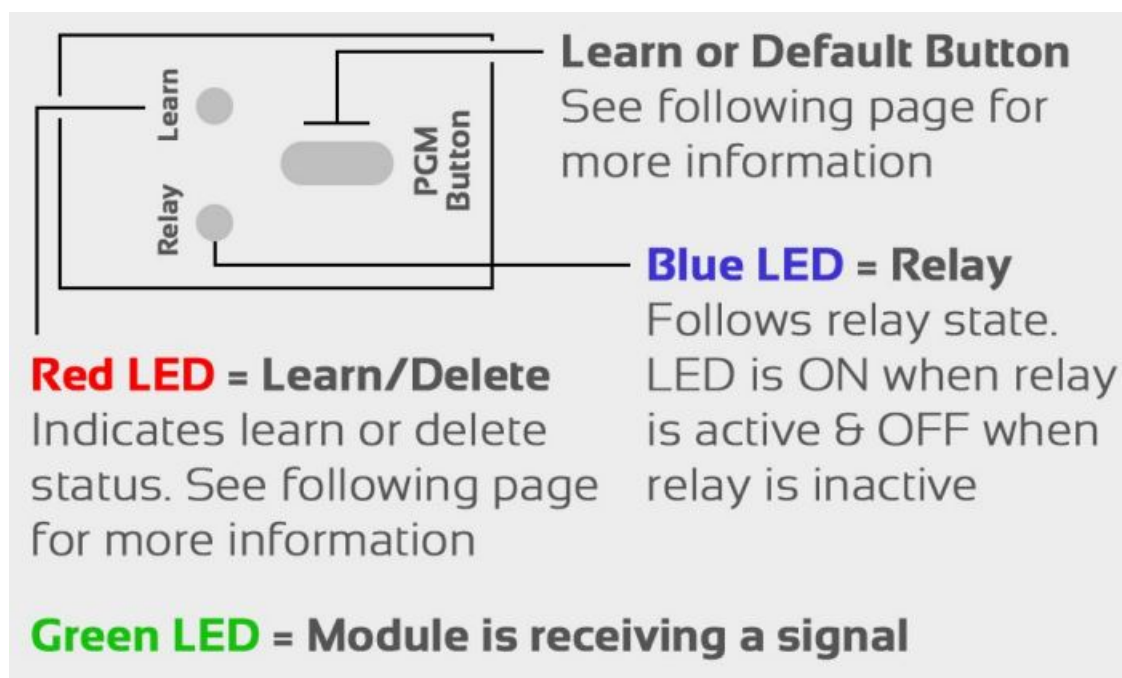 Learn
Relay
PGM
Button
Learn or Default Button
See following page for
more information
Blue LED = Relay
Follows relay state.
LED is ON when relay
is active & OFF when
relay is inactive
Red LED = Learn/Delete
Indicates learn or delete
status. See following page
for more information
Green LED = Module is receiving a signal